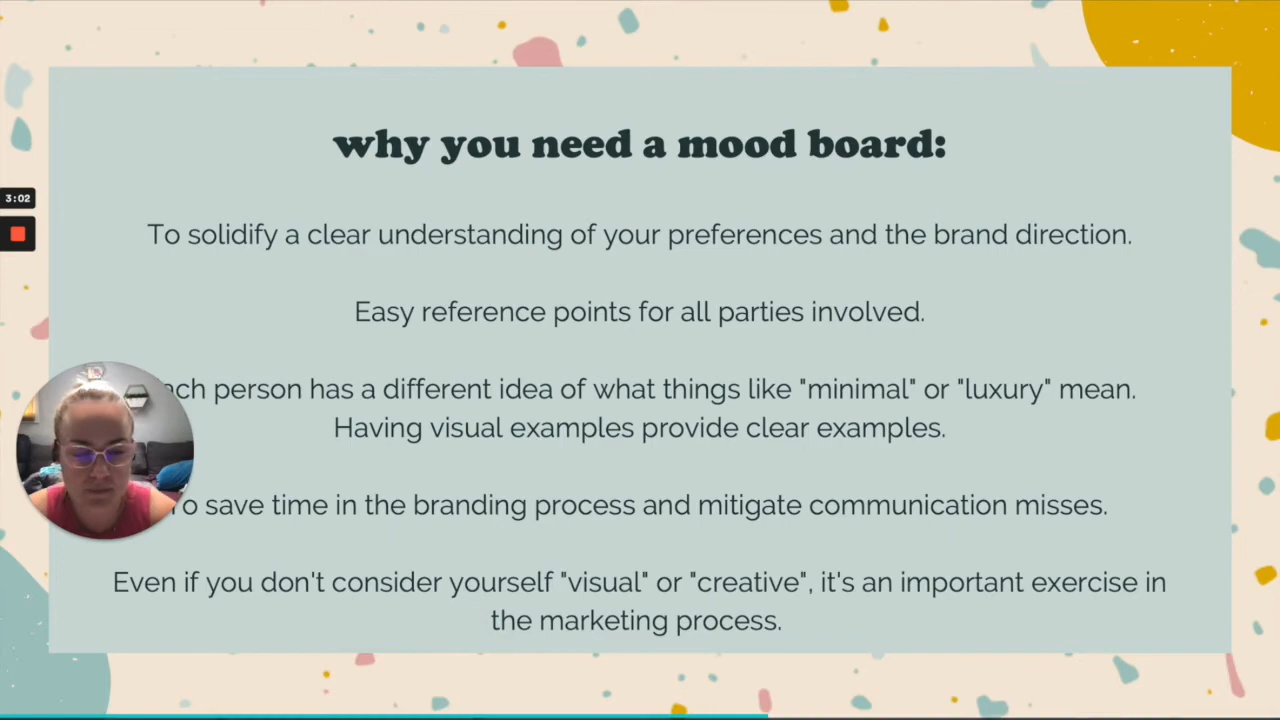 why you need a mood board:
3:02
To solidify a clear understanding of your preferences and the brand direction.
Easy reference points for all parties involved.
person has a different idea of what things like "minimal" or "luxury" mean.
Having visual examples provide clear examples.
To save time in the branding process and mitigate communication misses.
Even if you don't consider yourself "visual" or "creative", it's an important exercise in
the marketing process.